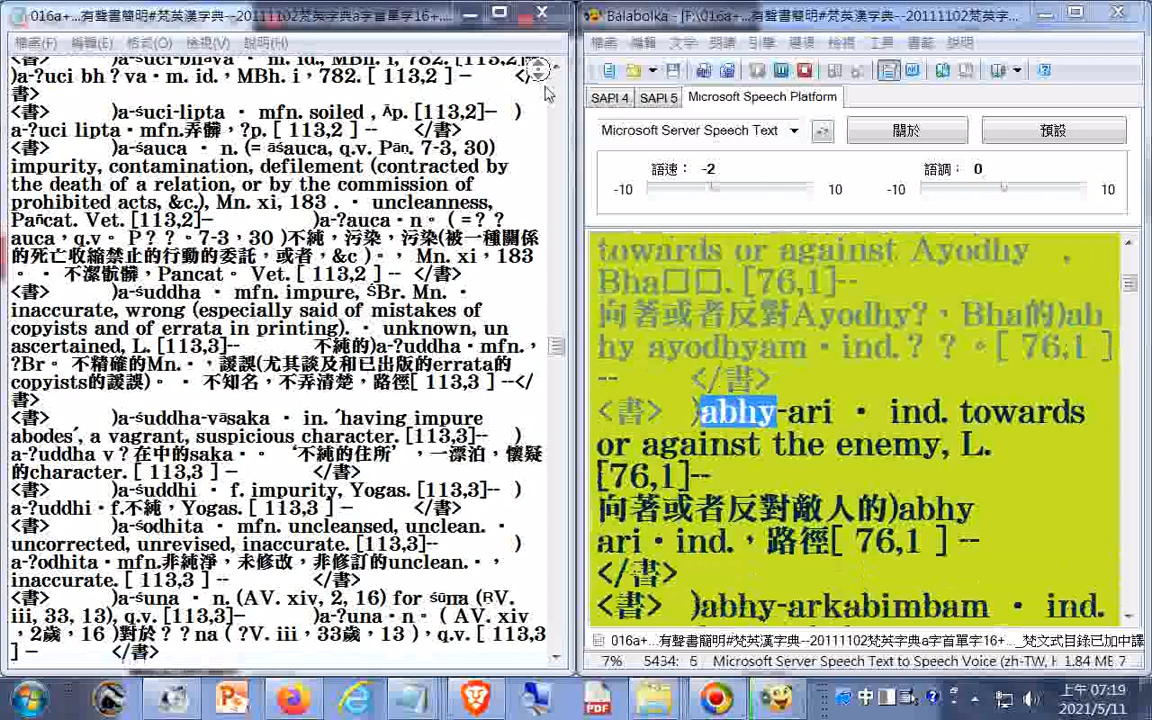 016a+...有聲書簡明#梵英漢字典--20111102梵英字典a字首單字16+...
檔案(F) 編輯(E) 格式(O) 檢視(V) 說明(H)
<書> )a-śuci-bhāva • m. id., MBh. i, 782. [113,2]
)a-?uci bh ? va • m. id., MBh. i，782. [ 113,2 ] – </
書>
<書> )a-śuci-lipta • mfn. soiled , Āp. [113,2]– )
a-?uci lipta • mfn.弄髒，?p. [ 113,2 ] -- </書>
<書> )a-śauca • n. (= āśauca, q.v. Pāṇ. 7-3, 30)
impurity, contamination, defilement (contracted by
the death of a relation, or by the commission of
prohibited acts, &c.), Mn. xi, 183 . • uncleanness,
Pañcat. Vet. [113,2]– )a-?auca • n。 ( = ? ?
auca，q.v。 P ? ? 。7-3，30 )不純，污染，污染(被一種關係
的死亡收縮禁止的行動的委託，或者，&c )。，Mn. xi，183
。 • 不潔骯髒，Pancat。 Vet. [ 113,2 ] -- </書>
<書> )a-śuddha • mfn. impure, ŚBr. Mn. •
inaccurate, wrong (especially said of mistakes of
copyists and of errata in printing). • unknown, un
ascertained, L. [113,3]– 不純的)a-?uddha • mfn.，
?Br。 不精確的Mn.•，謬誤(尤其談及和已出版的errata的
copyists的謬誤)。 • 不知名，不弄清楚，路徑[ 113,3 ] --</
書>
<書> )a-śuddha-vāsaka • in. ´having impure
abodes´, a vagrant, suspicious character. [113,3]– )
a-?uddha v ? 在中的saka • 。 ‘不純的住所’，一漂泊，懷疑
的character. [ 113,3 ] -- </書>
<書> )a-śuddhi • f. impurity, Yogas. [113,3]– )
a-?uddhi • f.不純，Yogas. [ 113,3 ] -- </書>
<書> )a-śodhita • mfn. uncleansed, unclean. •
uncorrected, unrevised, inaccurate. [113,3]– )
a-?odhita • mfn.非純淨，未修改，非修訂的unclean. •，
inaccurate. [ 113,3 ] -- </書>
<書> )a-śuna • n. (AV. xiv, 2, 16) for śūna (ṚV.
iii, 33, 13), q.v. [113,3]– )a-?una • n。 ( AV. xiv
，2歲，16 )對於 ? ? na ( ?V. iii，33歲，13 )，q.v. [ 113,3
] – </書>
Balabolka - [F:\016a+...有聲書簡明#梵英漢字典--20111102梵英字...
檔案 編輯 文字 朗讀 引擎 選項 檢視 工具 書籤 說明
SAPI 4 SAPI 5 Microsoft Speech Platform
Microsoft Server Speech Text 關於 預設
語速： -2 語調： 0
-10 10 -10 10
towards or against Ayodhy ,
Bha□□. [76,1]--
向著或者反對Ayodhy?，Bha的)ab
hy ayodhyam • ind. ? ? 。[ 76,1 ]
-- </書>
<書> )abhy-ari • ind. towards
or against the enemy, L.
[76,1]--
向著或者反對敵人的)abhy
ari • ind.，路徑[ 76,1 ] --
</書>
<書> )abhy-arkabimbam • ind.
016a+...有聲書簡明#梵英漢字典--20111102梵英字典a字首單字16+..._梵文式目錄已加中譯
7% 5434: 5 Microsoft Server Speech Text to Speech Voice (zh-TW, H 1.84 ME 7
中
上午 07:19
2021/5/11